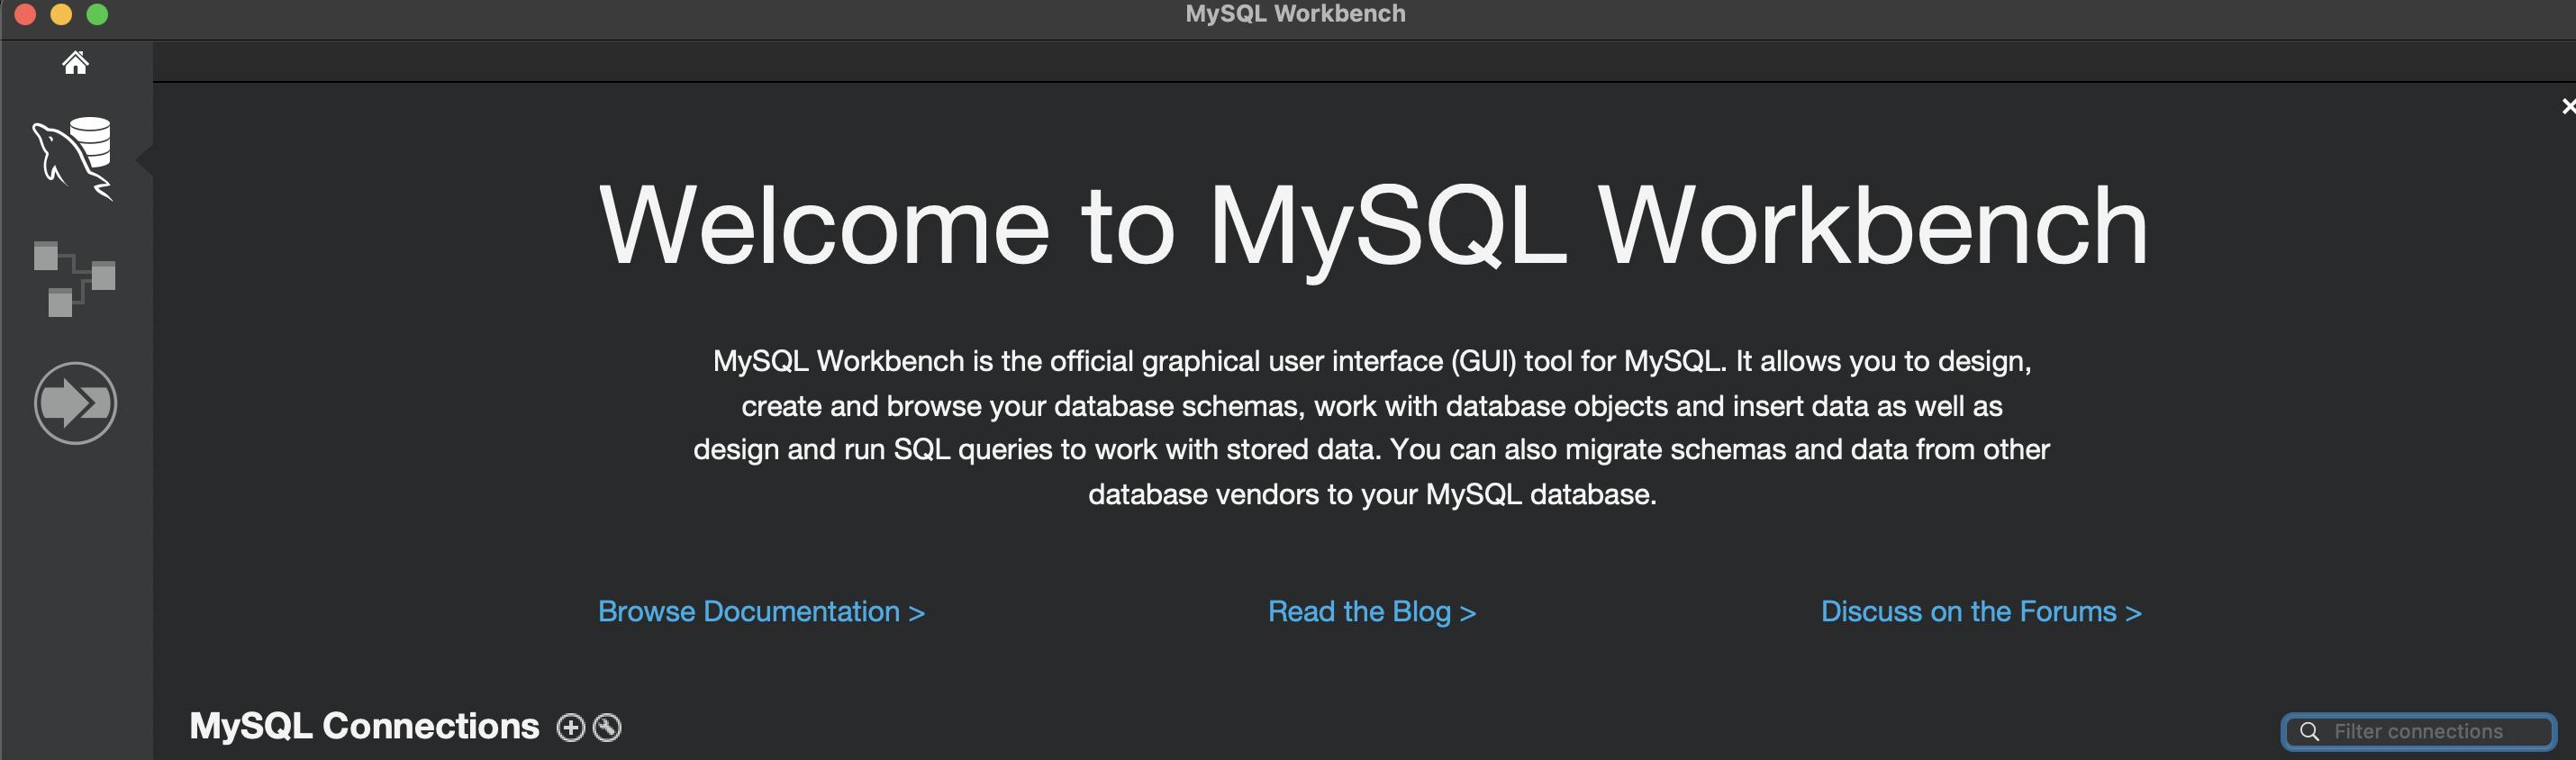 MySQL Workbench
Welcome to MySQL Workbench
MySQL Workbench is the official graphical user interface (GUI) tool for MySQL. It allows you to design,
create and browse your database schemas, work with database objects and insert data as well as
design and run SQL queries to work with stored data. You can also migrate schemas and data from other
database vendors to your MySQL database.
Browse Documentation >
Read the Blog >
Discuss on the Forums >
MySQL Connections
Filter connections